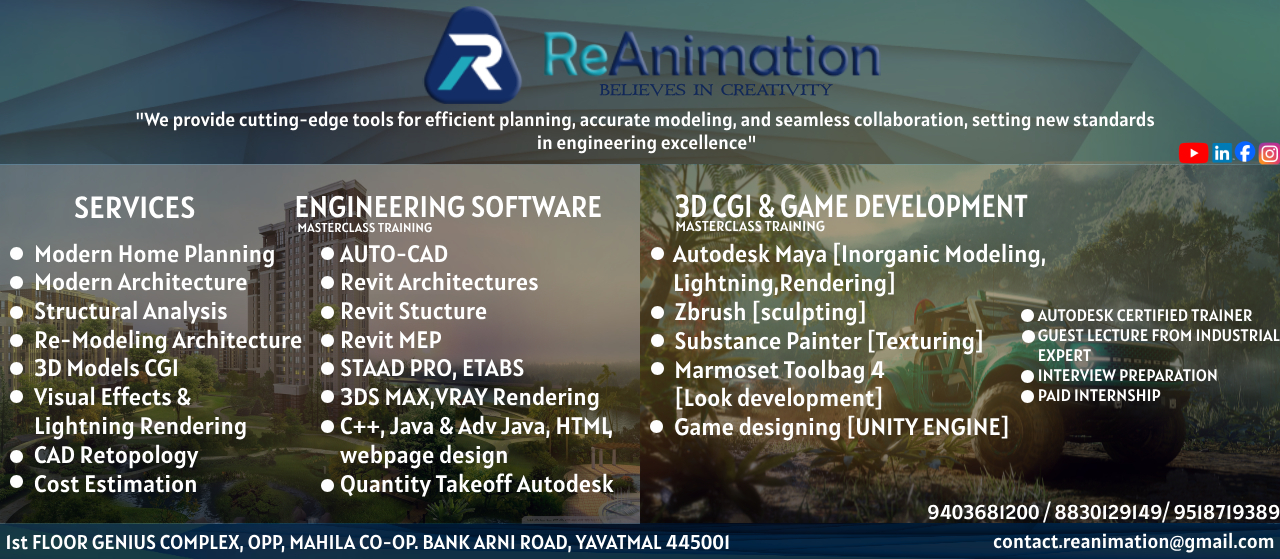 R
ReAnimation
BELIEVES IN CREATIVITY
"We provide cutting-edge tools for efficient planning, accurate modeling, and seamless collaboration, setting new standards
in engineering excellence"
SERVICES
Modern Home Planning
Modern Architecture
Structural Analysis
Re-Modeling Architecture
3D Models CGI
Visual Effects &
Lightning Rendering
CAD Retopology
Cost Estimation
ENGINEERING SOFTWARE
MASTERCLASS TRAINING
AUTO-CAD
Revit Architectures
Revit Stucture
Revit MEP
STAAD PRO, ETABS
3DS MAX,VRAY Rendering
C++, Java & Adv Java, HTML
webpage design
Quantity Takeoff Autodesk
3D CGI & GAME DEVELOPMENT
MASTERCLASS TRAINING
Autodesk Maya [Inorganic Modeling,
Lightning,Rendering]
Zbrush [sculpting]
Substance Painter [Texturing]
Marmoset Toolbag 4
[Look development]
Game designing [UNITY ENGINE]
AUTODESK CERTIFIED TRAINER
GUEST LECTURE FROM INDUSTRIAL
EXPERT
INTERVIEW PREPARATION
PAID INTERNSHIP
9403681200 / 8830129149/ 9518719389
1st FLOOR GENIUS COMPLEX, OPP, MAHILA CO-OP. BANK ARNI ROAD, YAVATMAL 445001
contact.reanimation@gmail.com